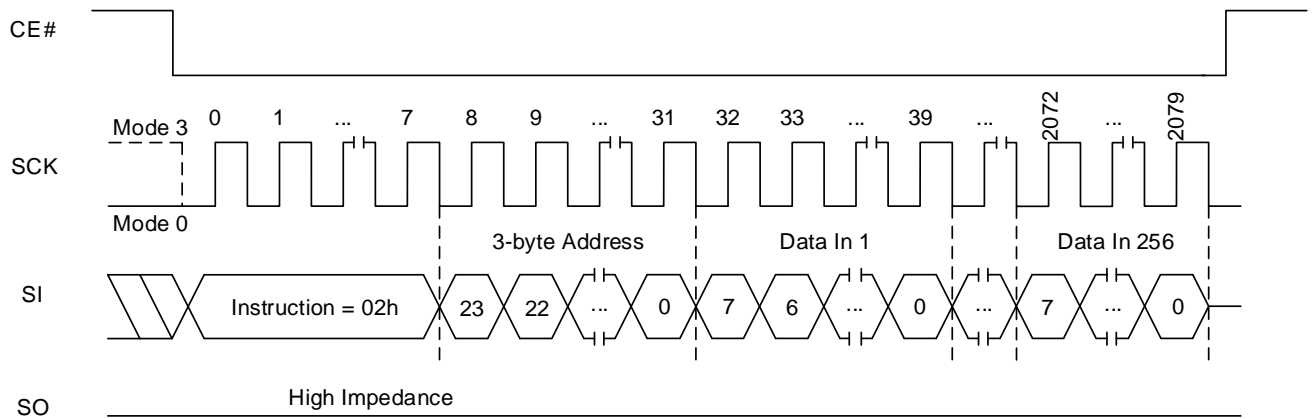 CE#
0 1 ... 7 8 9 ... 31 32 33 ... 39 ... 2072 ... 2079
Mode 3
SCK
Mode 0
3-byte Address Data In 1 Data In 256
SI Instruction = 02h 23 22 ... 0 7 6 ... 0 ... 7 ... 0
High Impedance
SO